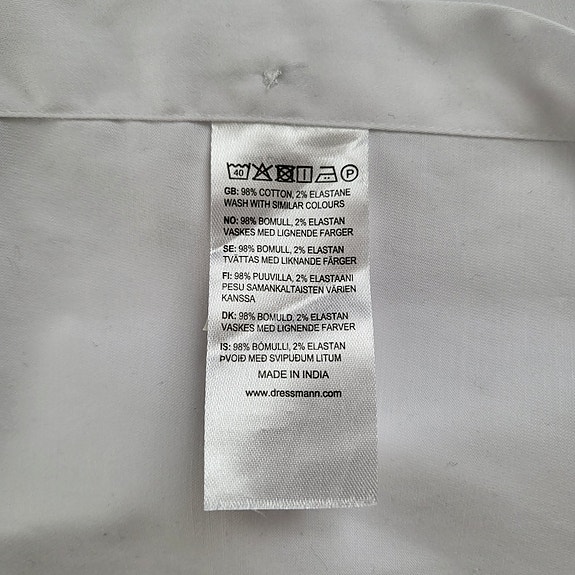 40 P
GB: 98% COTTON, 2% ELASTANE
WASH WITH SIMILAR COLOURS
NO: 98% BOMULL, 2% ELASTAN
VASKES MED LIGNENDE FARGER
SE: 98% BOMULL, 2% ELASTAN
TVÄTTAS MED LIKNANDE FÄRGER
FI: 98% PUUVILLA, 2% ELASTAANI
PESU SAMANKALTAISTEN VÄRIEN
KANSSA
DK: 98% BOMULD, 2% ELASTAN
VASKES MED LIGNENDE FARVER
IS: 98% BÓMULLI, 2% ELASTAN
ÞVOIÐ MEÐ SVIPUÐUM LITUM
MADE IN INDIA
www.dressmann.com